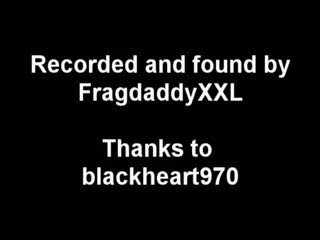 Recorded and found by
FragdaddyXXL
Thanks to
blackheart970